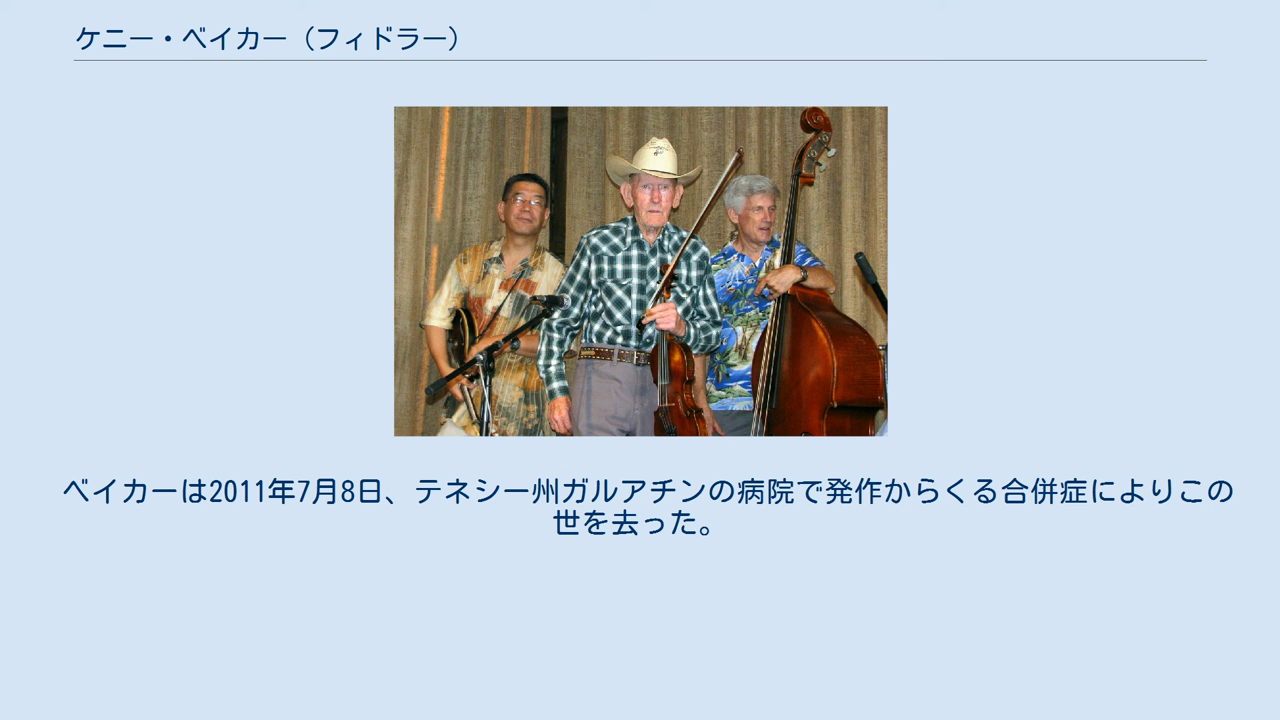 ケニー・ベイカー（フィドラー）
ベイカーは2011年7月8日、テネシー州ガルアチンの病院で発作からくる合併症によりこの
世を去った。